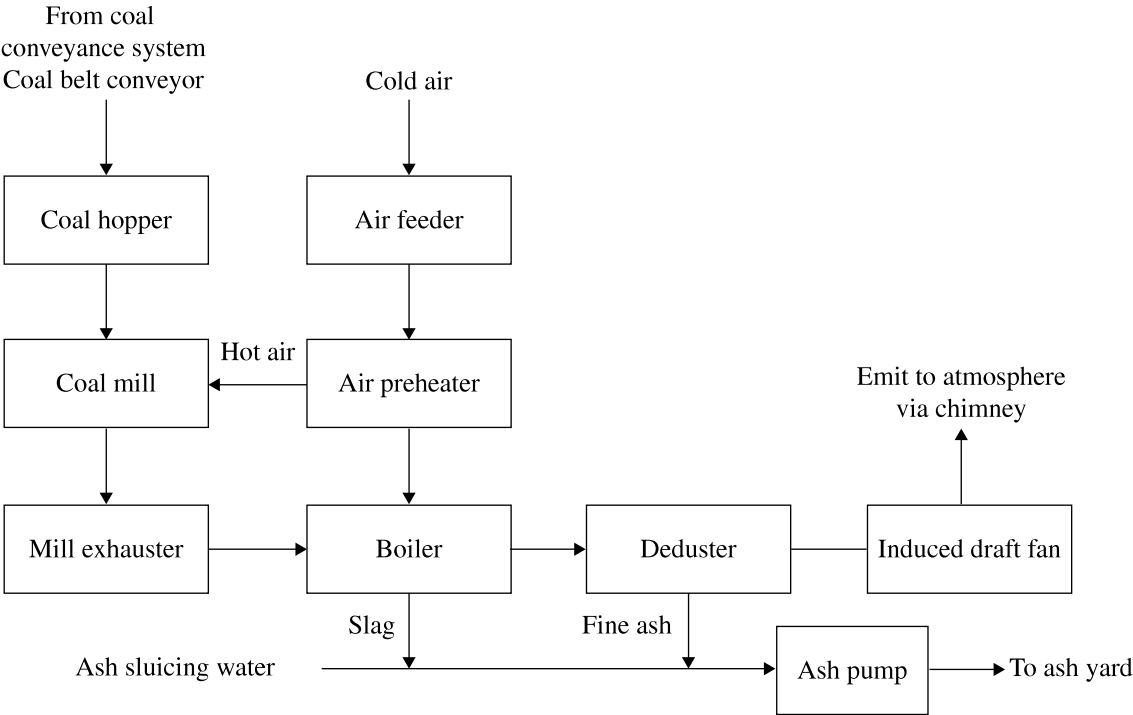 From coal
conveyance system
Coal belt conveyor
Cold air
Coal hopper
Air feeder
Hot air
Coal mill
Air preheater
Emit to atmosphere
via chimney
Mill exhauster
Boiler
Deduster
Induced draft fan
Slag
Fine ash
Ash sluicing water
Ash pump
To ash yard